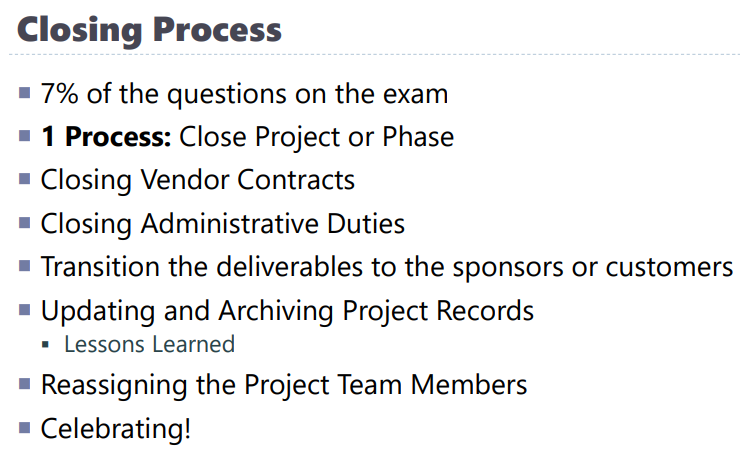 Closing Process
7% of the questions on the exam
1 Process: Close Project or Phase
Closing Vendor Contracts
Closing Administrative Duties
Transition the deliverables to the sponsors or customers
Updating and Archiving Project Records
Lessons Learned
Reassigning the Project Team Members
Celebrating!